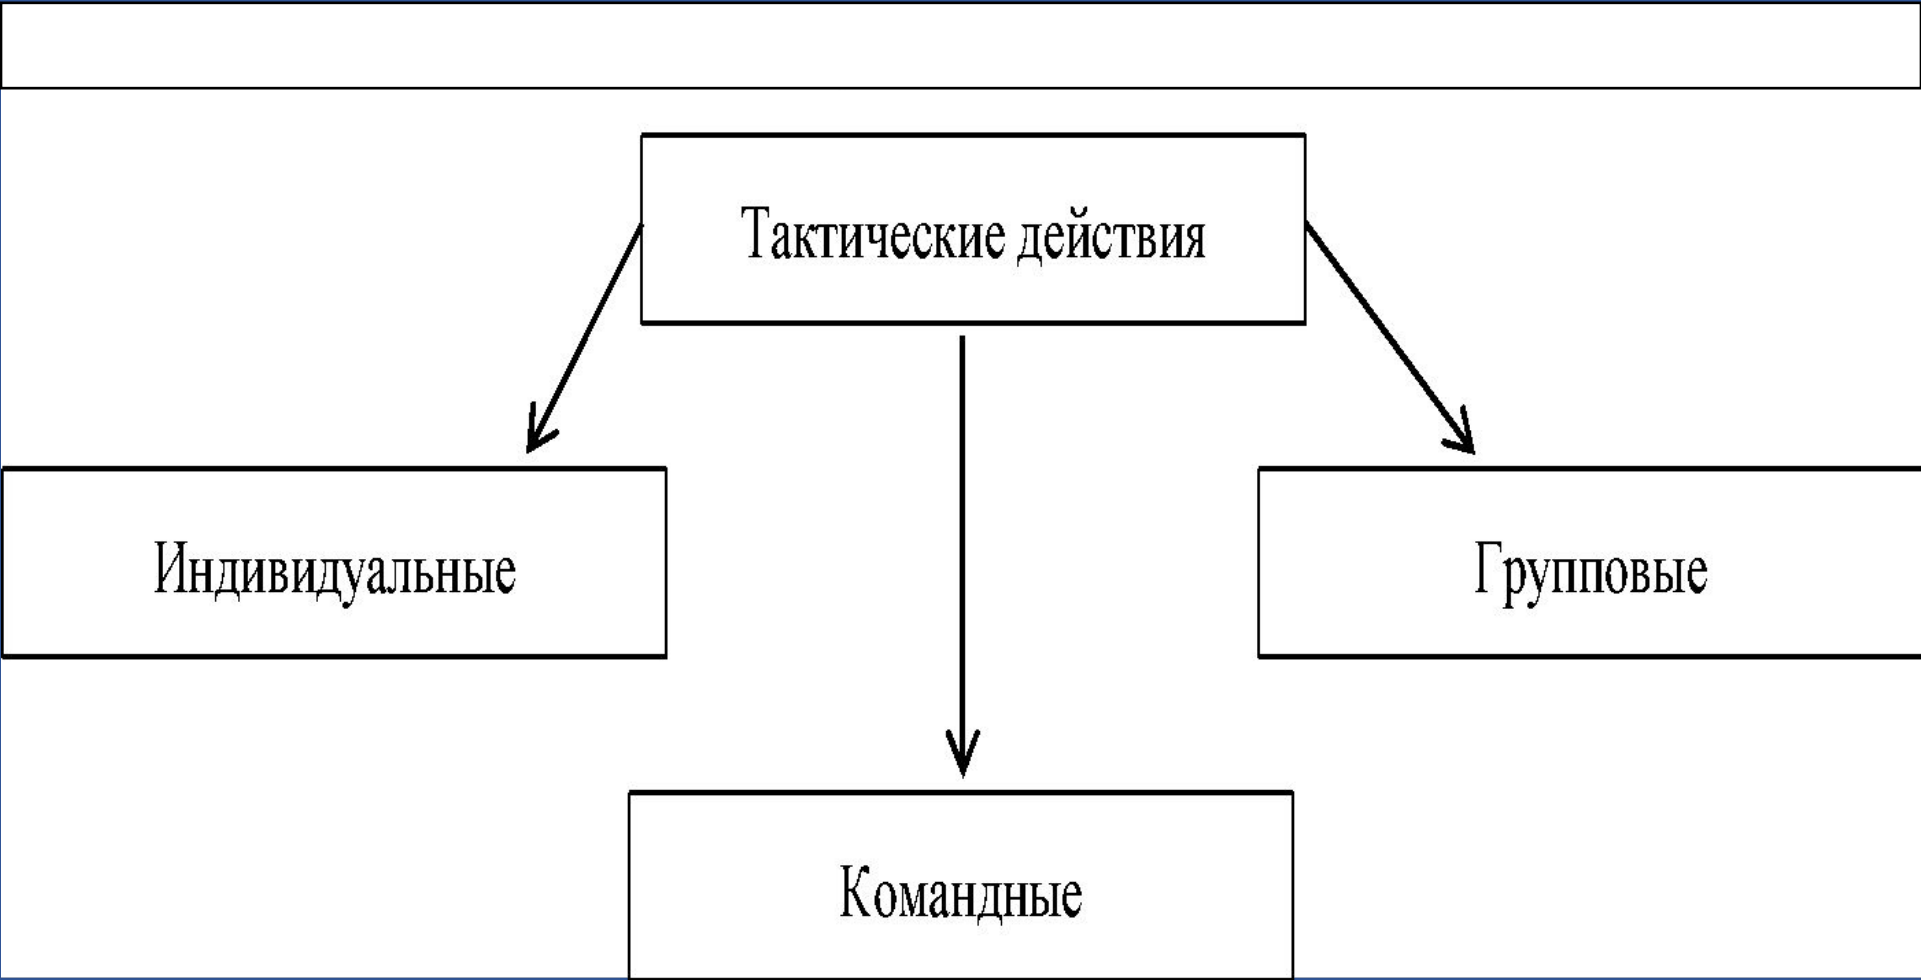 Тактические действия
Индивидуальные
Групповые
Командные